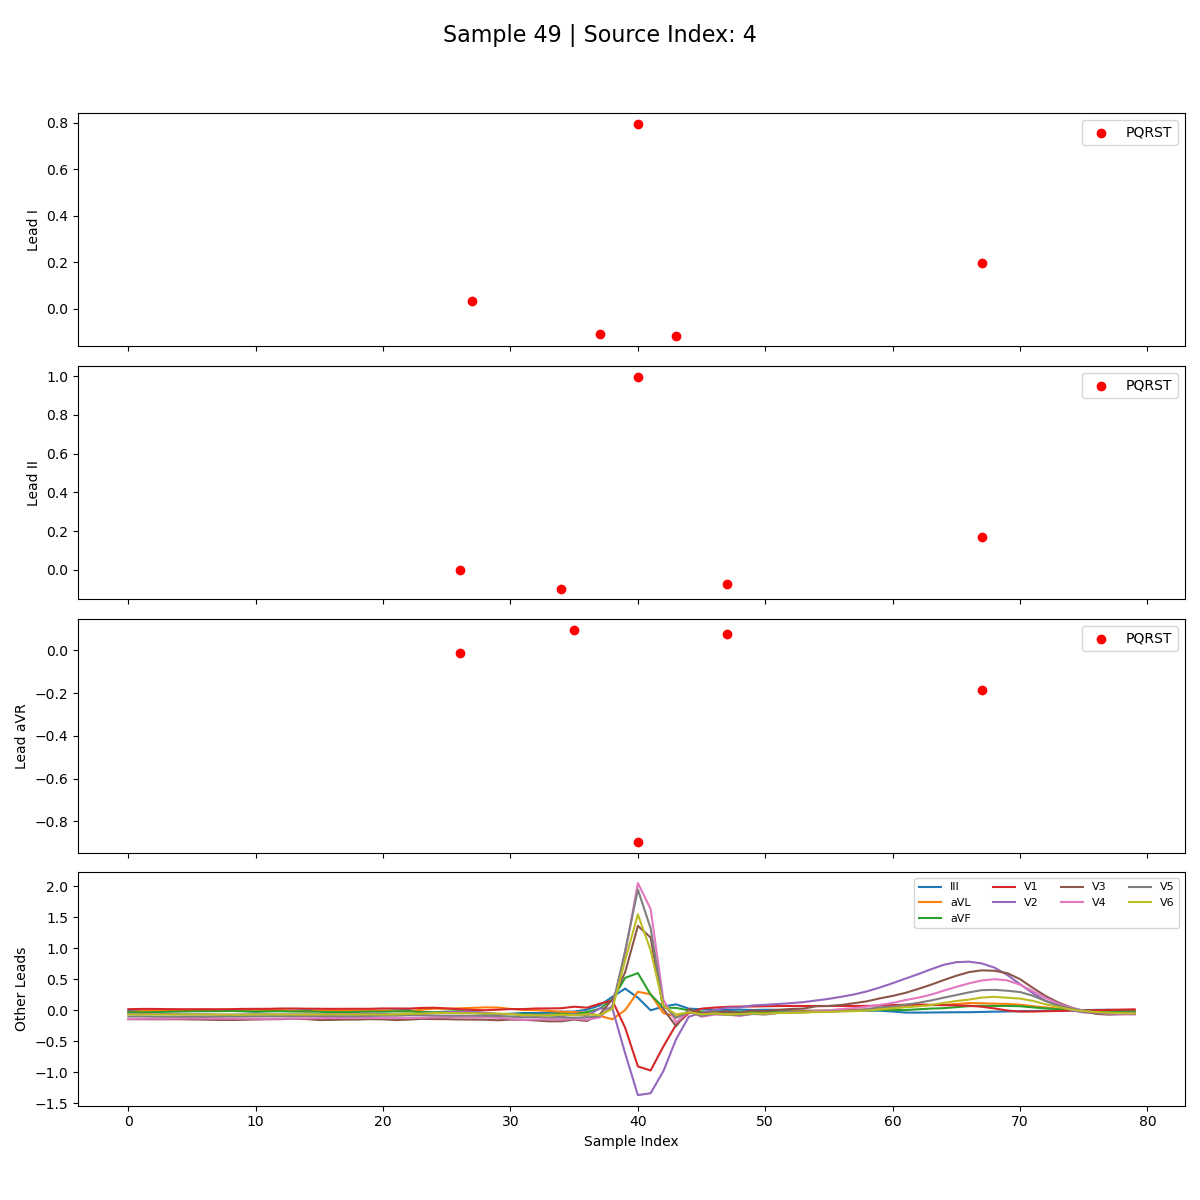 Sample 49 | Source Index: 4
0.8
0.6
0.4
0.2
0.0
Lead I
PQRST
1.0
0.8
0.6
0.4
0.2
0.0
Lead II
PQRST
0.0
−0.2
−0.4
−0.6
−0.8
Lead aVR
PQRST
2.0
1.5
1.0
0.5
0.0
−0.5
−1.0
−1.5
Other Leads
III V1 V3 V5
aVL V2 V4 V6
aVF
0 10 20 30 40 50 60 70 80
Sample Index